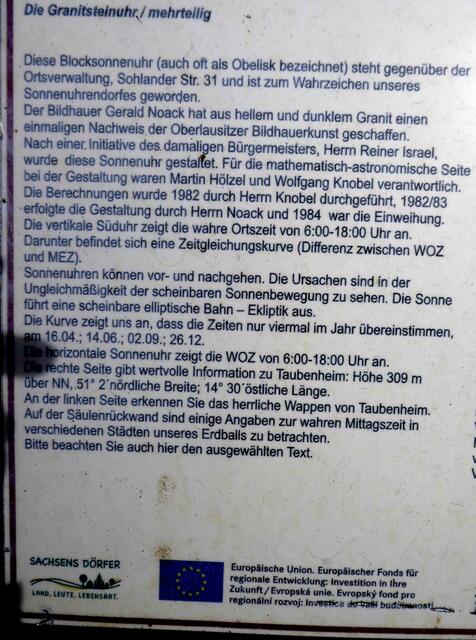 Die Granitsteinuhr / mehrteilig
Diese Blocksonnenuhr (auch oft als Obelisk bezeichnet) steht gegenüber der
Ortsverwaltung, Sohlander Str. 31 und ist zum Wahrzeichen unseres
Sonnenuhrendorfes geworden.
Der Bildhauer Gerald Noack hat aus hellem und dunklem Granit einen
einmaligen Nachweis der Oberlausitzer Bildhauerkunst geschaffen.
Nach einer Initiative des damaligen Bürgermeisters, Herrn Reiner Israel,
wurde diese Sonnenuhr gestaltet. Für die mathematisch-astronomische Seite
bei der Gestaltung waren Martin Hölzel und Wolfgang Knobel verantwortlich.
Die Berechnungen wurde 1982 durch Herrn Knobel durchgeführt, 1982/83
erfolgte die Gestaltung durch Herrn Noack und 1984 war die Einweihung.
Die vertikale Süduhr zeigt die wahre Ortszeit von 6:00-18:00 Uhr an.
Darunter befindet sich eine Zeitgleichungskurve (Differenz zwischen WOZ
und MEZ).
Sonnenuhren können vor- und nachgehen. Die Ursachen sind in der
Ungleichmäßigkeit der scheinbaren Sonnenbewegung zu sehen. Die Sonne
führt eine scheinbare elliptische Bahn – Ekliptik aus.
Die Kurve zeigt uns an, dass die Zeiten nur viermal im Jahr übereinstimmen,
am 16.04.; 14.06.; 02.09.; 26.12.
Die horizontale Sonnenuhr zeigt die WOZ von 6:00-18:00 Uhr an.
Die rechte Seite gibt wertvolle Information zu Taubenheim: Höhe 309 m
über NN, 51° 2´nördliche Breite; 14° 30´östliche Länge.
An der linken Seite erkennen Sie das herrliche Wappen von Taubenheim.
Auf der Säulenrückwand sind einige Angaben zur wahren Mittagszeit in
verschiedenen Städten unseres Erdballs zu betrachten.
Bitte beachten Sie auch hier den ausgewählten Text.
SACHSENS DÖRFER
LAND. LEUTE. LEBENSART.
Europäische Union. Europäischer Fonds für
regionale Entwicklung: Investition in Ihre
Zukunft / Evropská unie. Evropský fond pro
regionální rozvoj: Investice do vaší budoucnosti